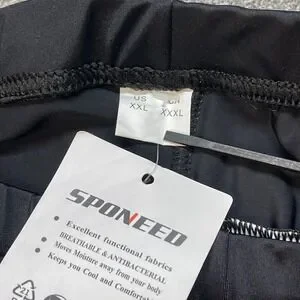 US CN
XXL XXXL
SPONEED
Excellent functional fabrics
BREATHABLE & ANTIBACTERIAL
Moves Moisture away from your body
Keeps you Cool and Comfortable